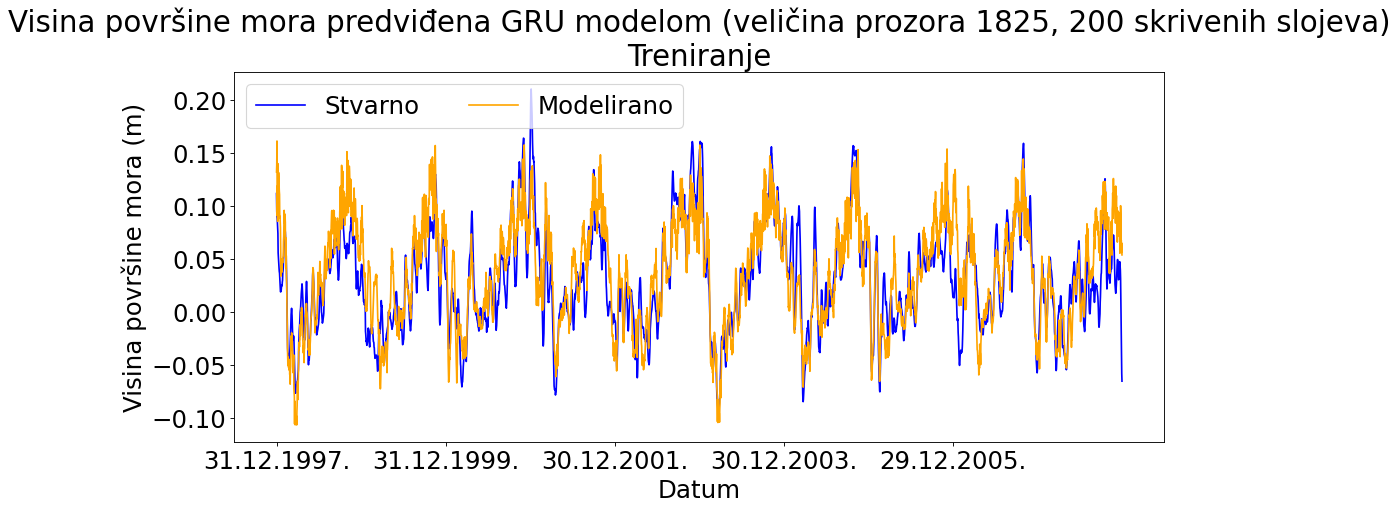 Visina površine mora predviđena GRU modelom (veličina prozora 1825, 200 skrivenih slojeva)
Treniranje
Stvarno Modelirano
Visina površine mora (m)
0.20
0.15
0.10
0.05
0.00
−0.05
−0.10
31.12.1997. 31.12.1999. 30.12.2001. 30.12.2003. 29.12.2005.
Datum